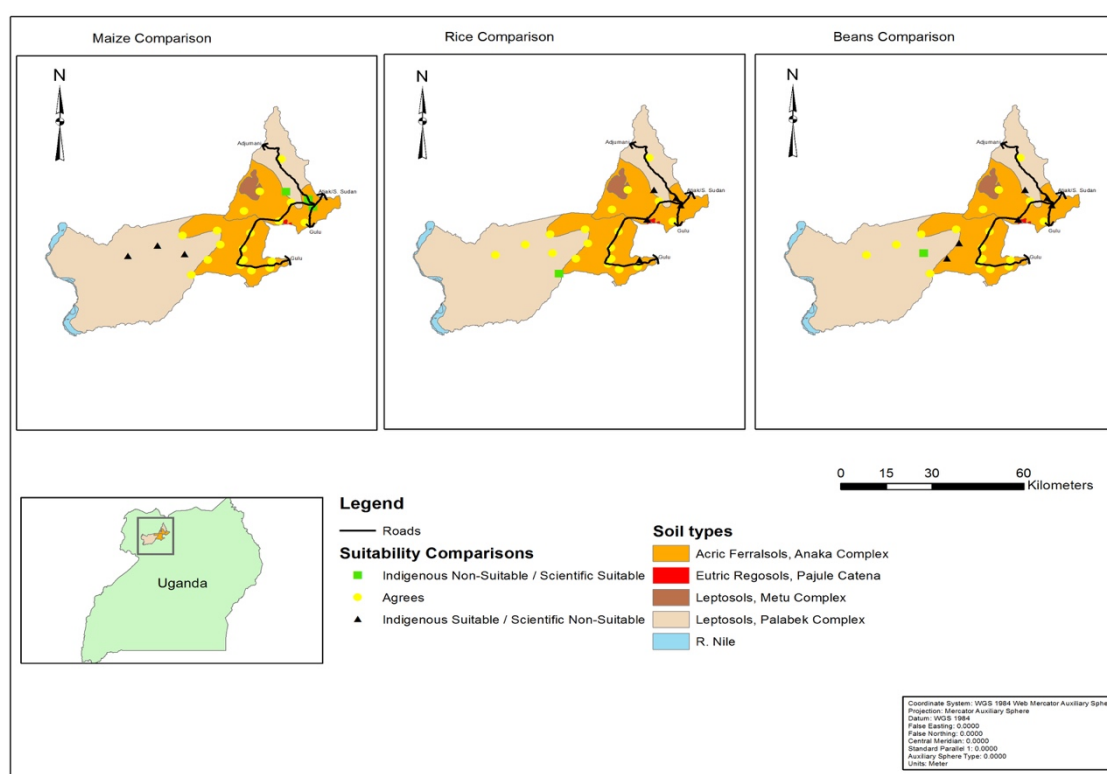 Maize Comparison
Rice Comparison
Beans Comparison
N
N
N
Adjumani
Adjumani
Adjumani
Atiak/S. Sudan
Atiak/S. Sudan
Atiak/S. Sudan
Gulu
Gulu
Gulu
Gulu
Gulu
Gulu
0 15 30 60
Kilometers
Uganda
Legend
Roads
Suitability Comparisons
Indigenous Non-Suitable / Scientific Suitable
Agrees
Indigenous Suitable / Scientific Non-Suitable
Soil types
Acric Ferralsols, Anaka Complex
Eutric Regosols, Pajule Catena
Leptosols, Metu Complex
Leptosols, Palabek Complex
R. Nile
Coordinate System: WGS 1984 Web Mercator Auxiliary Sphe
Projection: Mercator Auxiliary Sphere
Datum: WGS 1984
False Easting: 0.0000
False Northing: 0.0000
Central Meridian: 0.0000
Standard Parallel 1: 0.0000
Auxiliary Sphere Type: 0.0000
Units: Meter